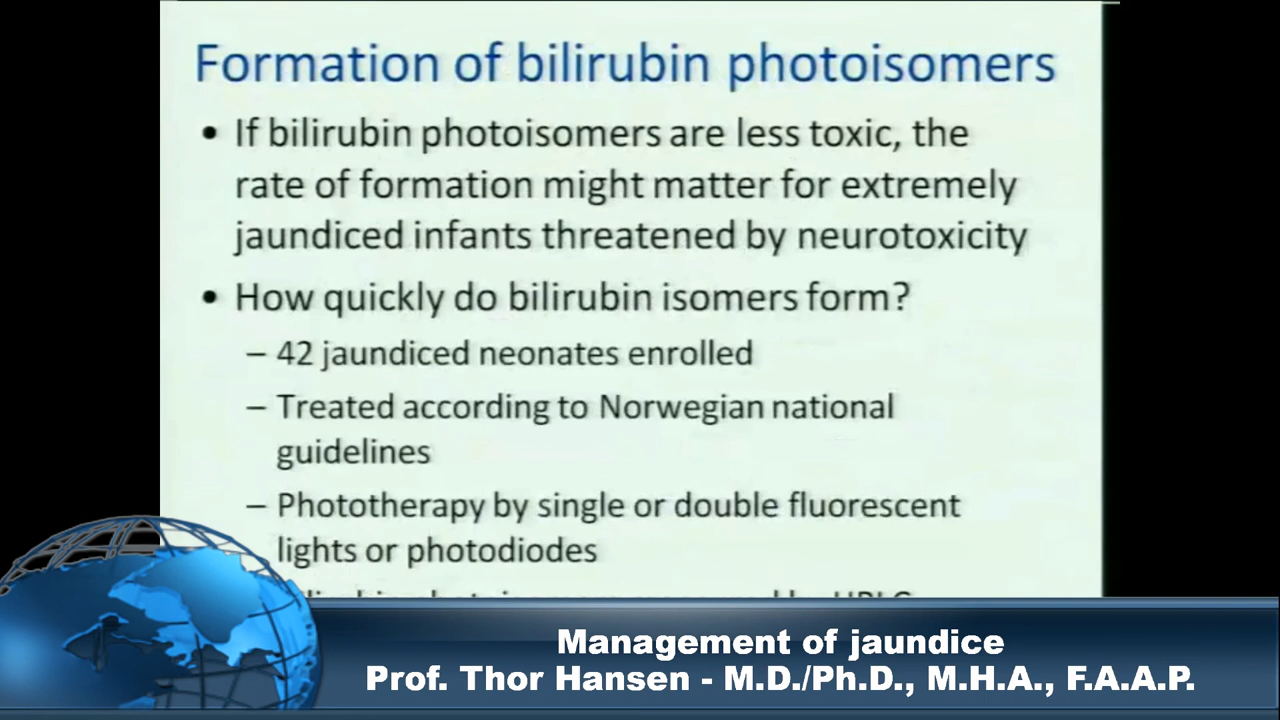 Formation of bilirubin photoisomers
• If bilirubin photoisomers are less toxic, the
rate of formation might matter for extremely
jaundiced infants threatened by neurotoxicity
• How quickly do bilirubin isomers form?
– 42 jaundiced neonates enrolled
– Treated according to Norwegian national
guidelines
– Phototherapy by single or double fluorescent
lights or photodiodes
Management of jaundice
Prof. Thor Hansen - M.D./Ph.D., M.H.A., F.A.A.P.